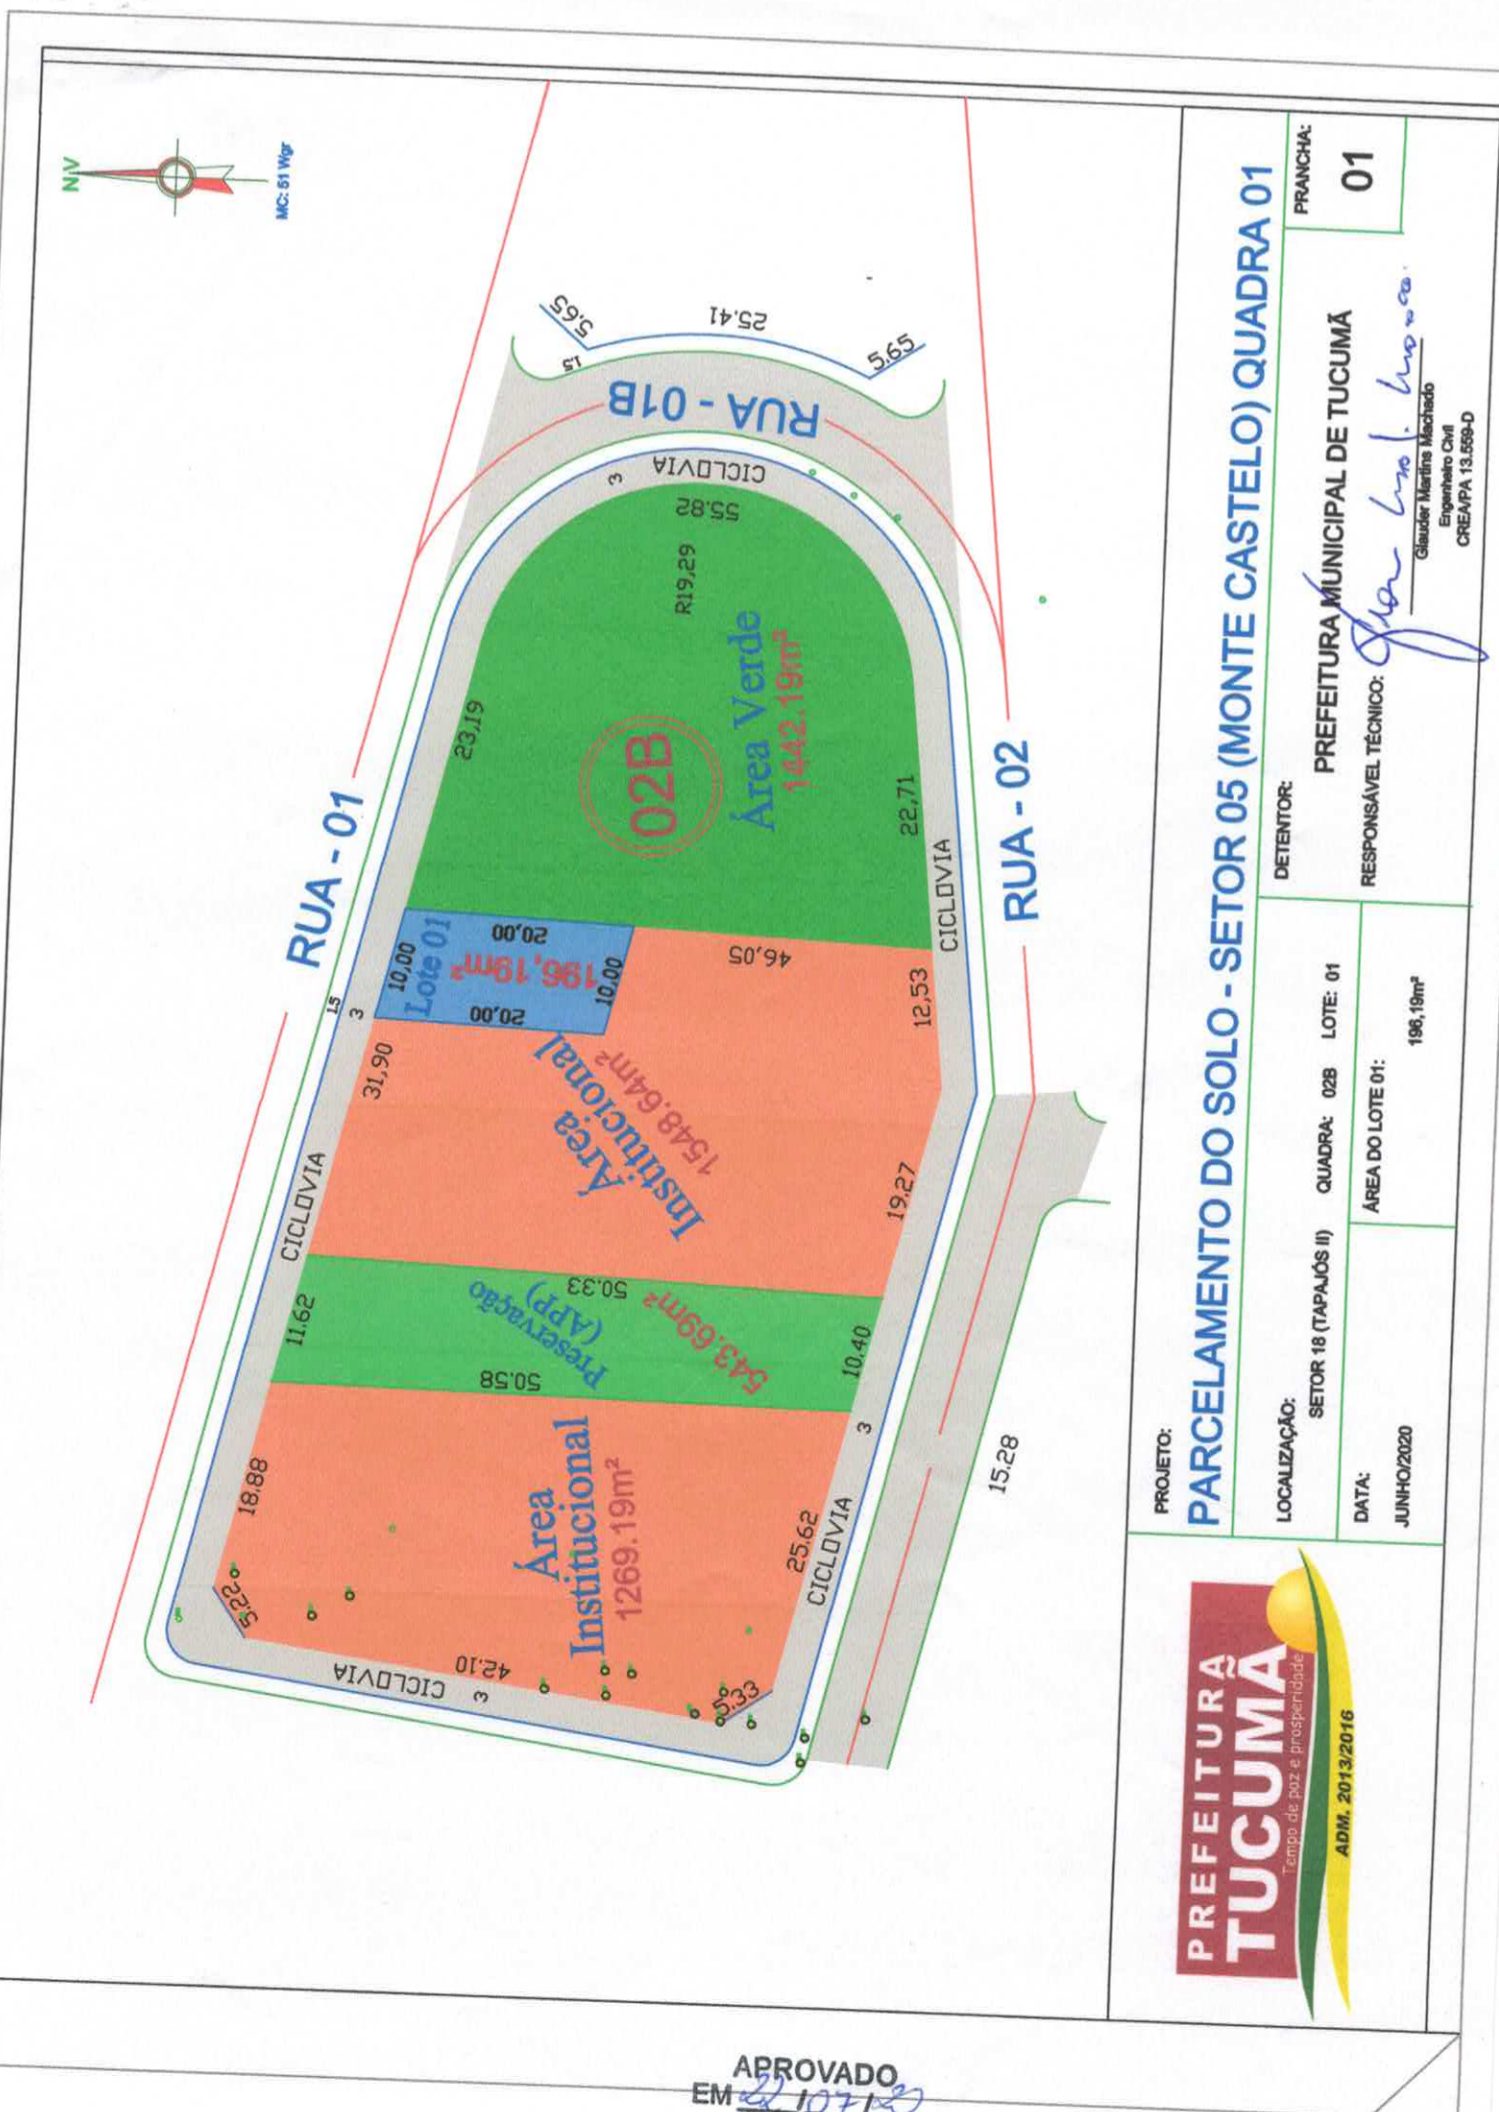 N.V
MC: 51 Wgr
RUA - 01
15
3
CICLOVIA
18.88
11.62
31,90
10,00
Lote 01
20,00
196,19m²
20,00
10,00
23,19
5.22
42.10
CICLOVIA
3
5.33
Área
Institucional
1269.19m²
50.58
Preservação
(APP)
543.69m²
50.33
Área
Institucional
1548.64m²
46,05
02B
Área Verde
1442.19m²
R19,29
55.82
CICLOVIA
3
RUA - 01B
15
5.65
25.41
5.65
25.62
10.40
19.27
12,53
22,71
3
CICLOVIA
CICLOVIA
RUA - 02
15.28
PREFEITURA
TUCUMÃ
Tempo de paz e prosperidade
ADM. 2013/2016
PROJETO:
PARCELAMENTO DO SOLO - SETOR 05 (MONTE CASTELO) QUADRA 01
LOCALIZAÇÃO:
SETOR 18 (TAPAJÓS II) QUADRA: 02B LOTE: 01
DATA:
JUNHO/2020
ÁREA DO LOTE 01:
196,19m²
DETENTOR:
PREFEITURA MUNICIPAL DE TUCUMÃ
RESPONSÁVEL TÉCNICO:
Glauder Martins Machado
Engenheiro Civil
CREA/PA 13.559-D
PRANCHA:
01
APROVADO
EM 22/07/20